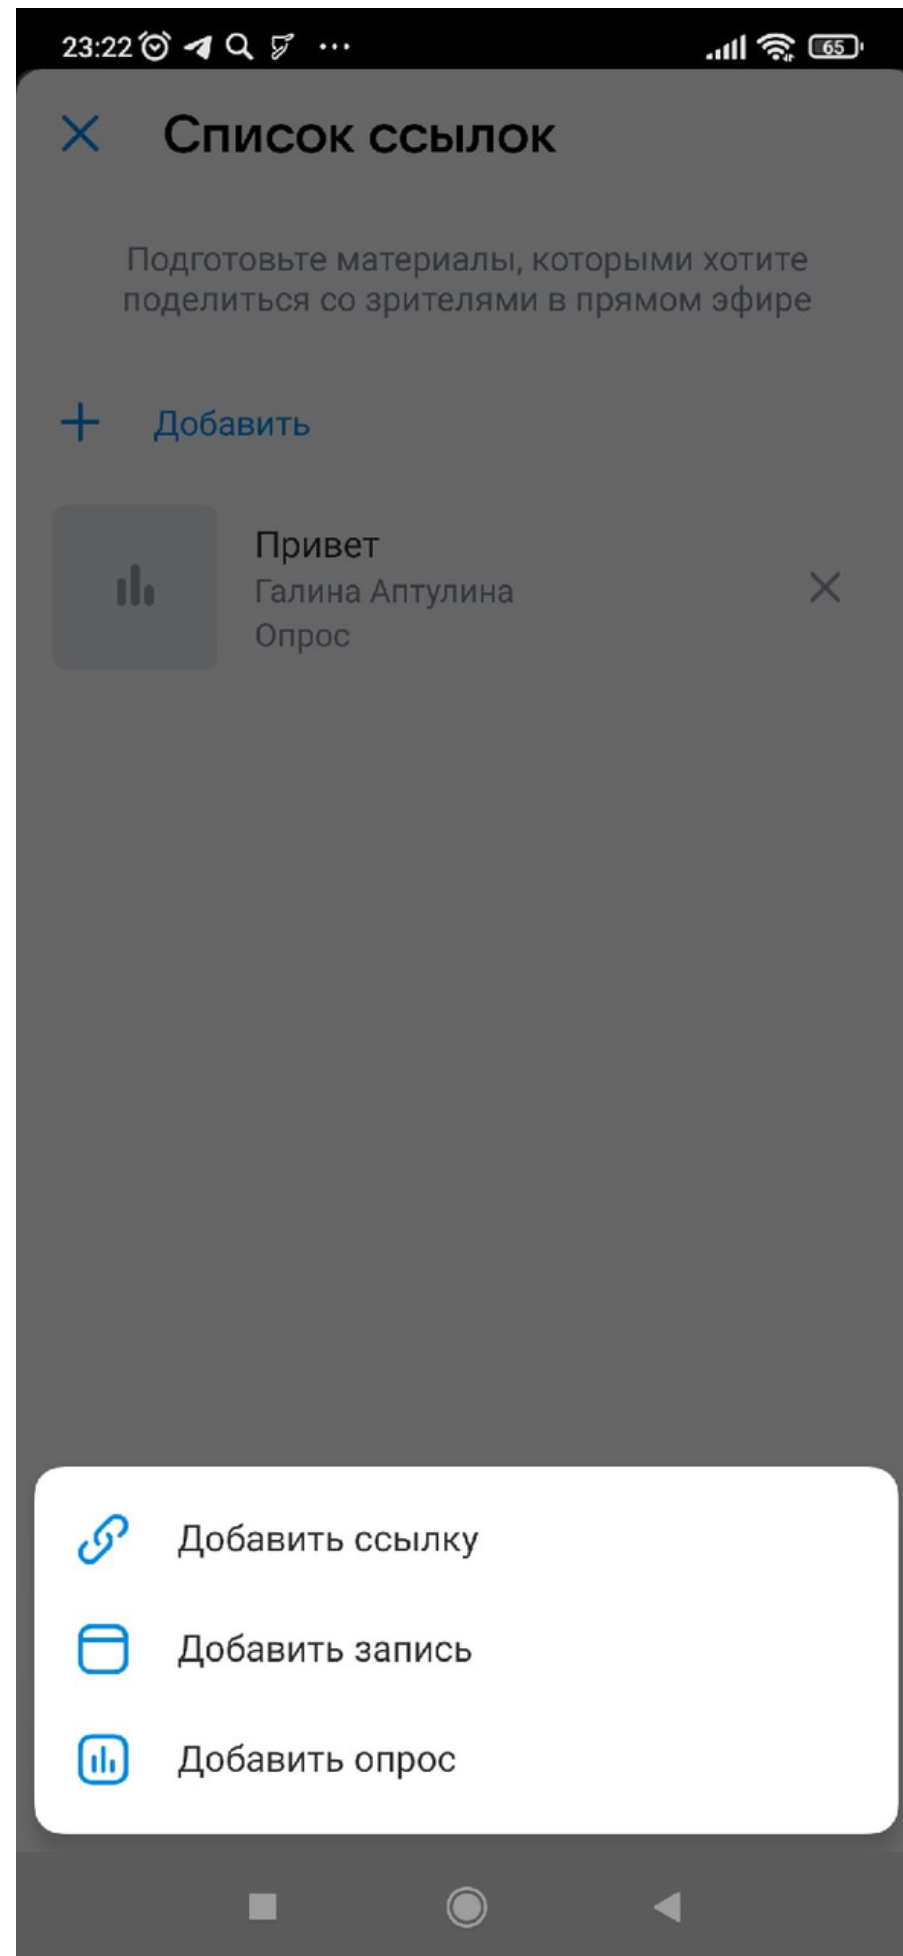 23:22
65
Список ссылок
Подготовьте материалы, которыми хотите
поделиться со зрителями в прямом эфире
Добавить
Привет
Галина Аптулина
Опрос
Добавить ссылку
Добавить запись
Добавить опрос